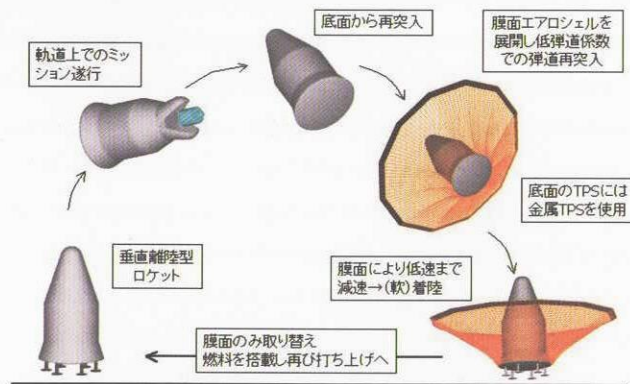 軌道上でのミッ
ション遂行
底面から再突入
膜面エアロシェルを
展開し低弾道係数
での弾道再突入
底面のTPSには
金属TPSを使用
垂直離陸型
ロケット
膜面により低速まで
減速→(軟)着陸
膜面のみ取り替え
燃料を搭載し再び打ち上げへ